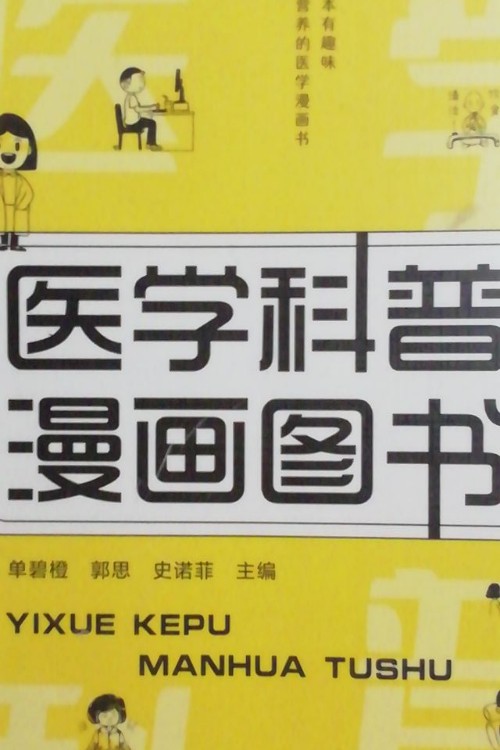 本有趣味
营养的医学漫画书
医学科普
漫画图书
单碧橙 郭思 史诺菲 主编
YIXUE KEPU
MANHUA TUSHU